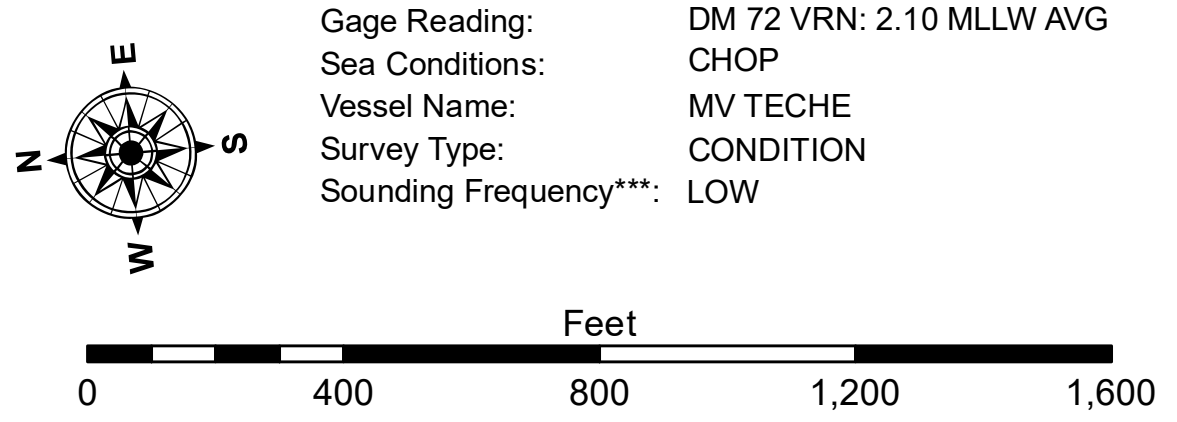 Gage Reading: DM 72 VRN: 2.10 MLLW AVG
Sea Conditions: CHOP
Vessel Name: MV TECHE
Survey Type: CONDITION
Sounding Frequency***: LOW
E
N S
W
Feet
0 400 800 1,200 1,600